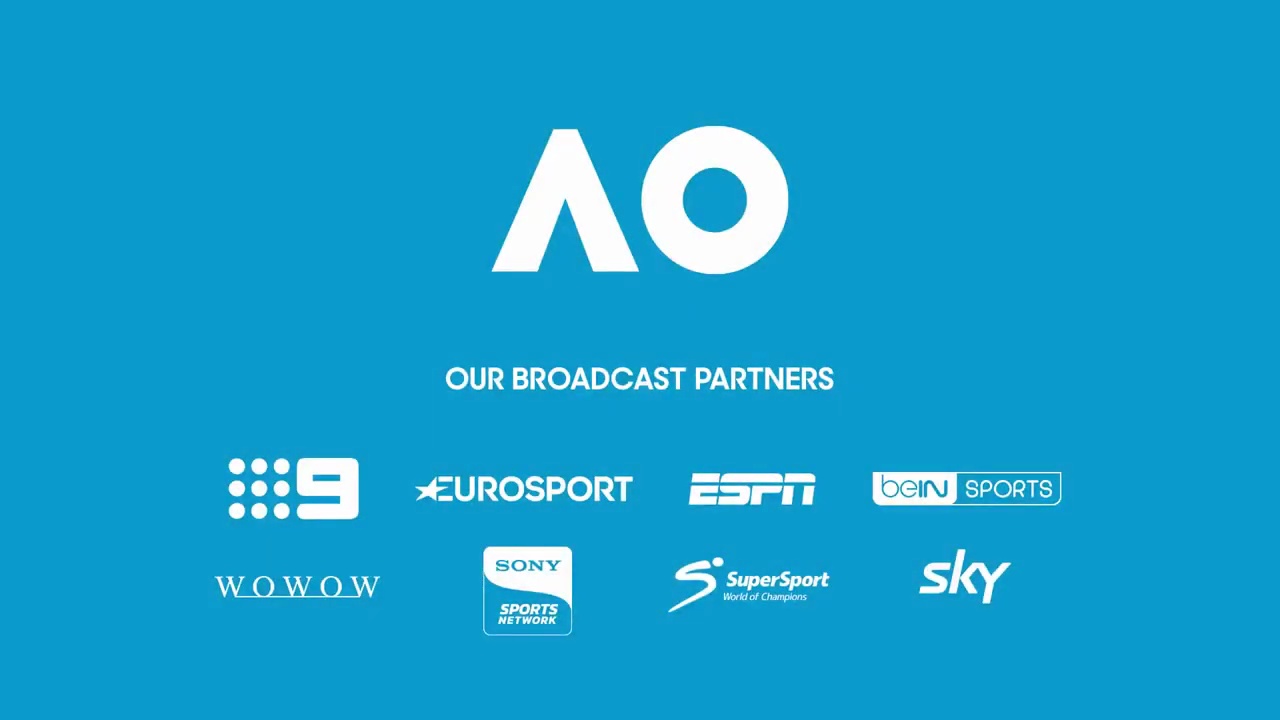 AO
OUR BROADCAST PARTNERS
9 EUROSPORT ESPN beIN SPORTS
WOWOW SONY SPORTS NETWORK SuperSport World of Champions sky